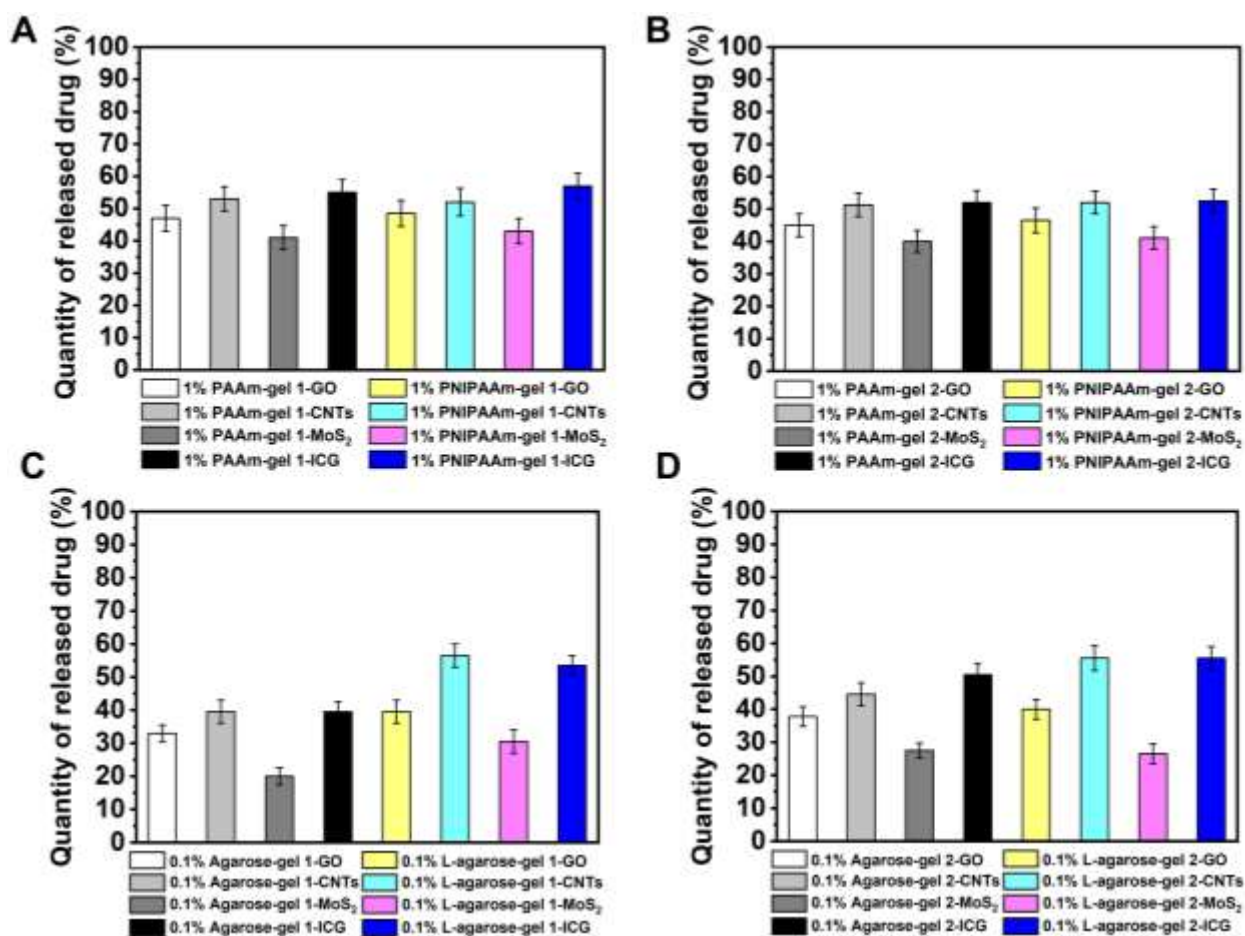 A
Quantity of released drug (%)
100
90
80
70
60
50
40
30
20
10
0
1% PAAm-gel 1-GO
1% PAAm-gel 1-CNTs
1% PAAm-gel 1-MoS₂
1% PAAm-gel 1-ICG
1% PNIPAAm-gel 1-GO
1% PNIPAAm-gel 1-CNTs
1% PNIPAAm-gel 1-MoS₂
1% PNIPAAm-gel 1-ICG
B
Quantity of released drug (%)
100
90
80
70
60
50
40
30
20
10
0
1% PAAm-gel 2-GO
1% PAAm-gel 2-CNTs
1% PAAm-gel 2-MoS₂
1% PAAm-gel 2-ICG
1% PNIPAAm-gel 2-GO
1% PNIPAAm-gel 2-CNTs
1% PNIPAAm-gel 2-MoS₂
1% PNIPAAm-gel 2-ICG
C
Quantity of released drug (%)
100
90
80
70
60
50
40
30
20
10
0
0.1% Agarose-gel 1-GO
0.1% Agarose-gel 1-CNTs
0.1% Agarose-gel 1-MoS₂
0.1% Agarose-gel 1-ICG
0.1% L-agarose-gel 1-GO
0.1% L-agarose-gel 1-CNTs
0.1% L-agarose-gel 1-MoS₂
0.1% L-agarose-gel 1-ICG
D
Quantity of released drug (%)
100
90
80
70
60
50
40
30
20
10
0
0.1% Agarose-gel 2-GO
0.1% Agarose-gel 2-CNTs
0.1% Agarose-gel 2-MoS₂
0.1% Agarose-gel 2-ICG
0.1% L-agarose-gel 2-GO
0.1% L-agarose-gel 2-CNTs
0.1% L-agarose-gel 2-MoS₂
0.1% L-agarose-gel 2-ICG